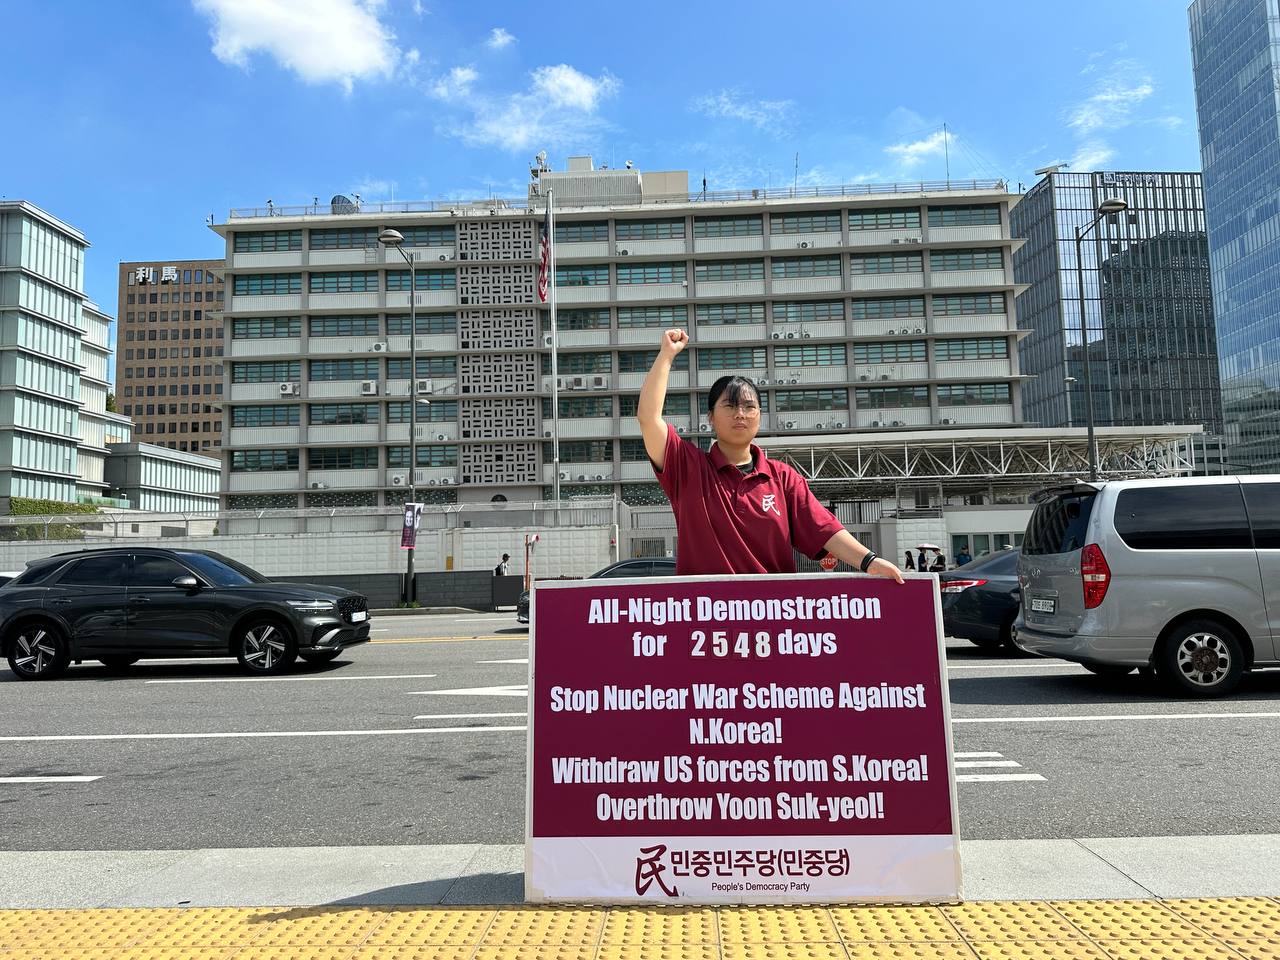 利馬
民
STOP
All-Night Demonstration
for 2548 days
Stop Nuclear War Scheme Against
N.Korea!
Withdraw US forces from S.Korea!
Overthrow Yoon Suk-yeol!
民 민중민주당(민중당)
People's Democracy Party